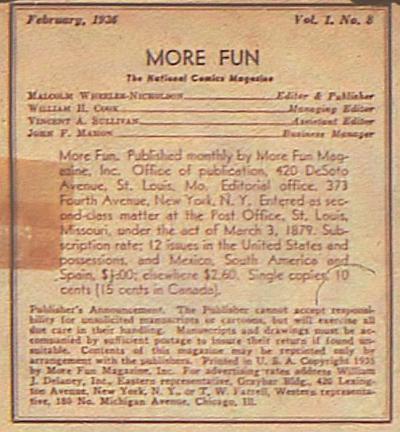 February, 1936 Vol. I. No. 8
MORE FUN
The National Comics Magazine
MALCOLM WHEELER-NICHOLSON Editor & Publisher
WILLIAM H. COOK Managing Editor
VINCENT A. SULLIVAN Assistant Editor
JOHN F. MAHON Business Manager
More Fun. Published monthly by More Fun Mag-
azine, Inc. Office of publication, 420 DeSoto
Avenue, St. Louis, Mo. Editorial office, 373
Fourth Avenue, New York, N. Y. Entered as sec-
ond-class matter at the Post Office, St. Louis,
Missouri, under the act of March 3, 1879. Sub-
scription rate; 12 issues in the United States and
possessions, and Mexico, South America and
Spain, $1.00; elsewhere $2.60. Single copies 10
cents (15 cents in Canada).
Publisher's Announcement. The Publisher cannot accept responsi-
bility for unsolicited manuscripts or cartoons, but will exercise all
due care in their handling. Manuscripts and drawings must be ac-
companied by sufficient postage to insure their return if found un-
suitable. Contents of this magazine may be reprinted only by
arrangement with the publishers. Printed in U. S. A. Copyright 1935
by More Fun Magazine, Inc. For advertising rates address William
J. Delaney, Inc., Eastern representative, Graybar Bldg., 420 Lexing-
ton Avenue, New York, N. Y., or T. W. Farrell, Western representa-
tive, 180 No. Michigan Avenue, Chicago, Ill.